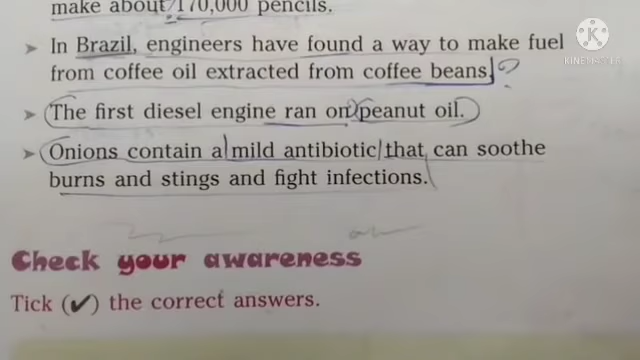 make about 170,000 pencils.
➤ In Brazil, engineers have found a way to make fuel
from coffee oil extracted from coffee beans.
➤ The first diesel engine ran on peanut oil.
➤ Onions contain a mild antibiotic that can soothe
burns and stings and fight infections.
Check your awareness
Tick (✔) the correct answers.
KINEMASTER